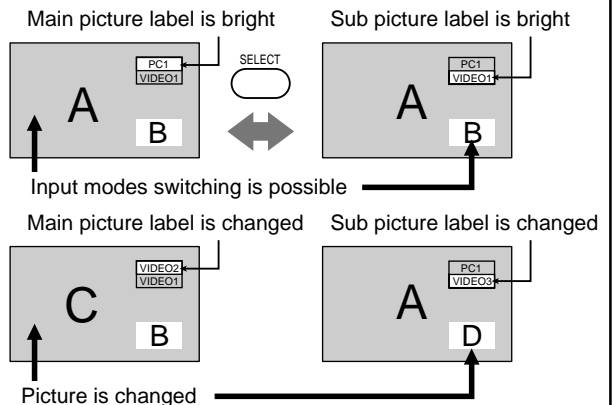 Main picture label is bright
Sub picture label is bright
PC1
VIDEO1
A
B
SELECT
PC1
VIDEO1
A
B
Input modes switching is possible
Main picture label is changed
Sub picture label is changed
VIDEO2
VIDEO1
C
B
PC1
VIDEO3
A
D
Picture is changed